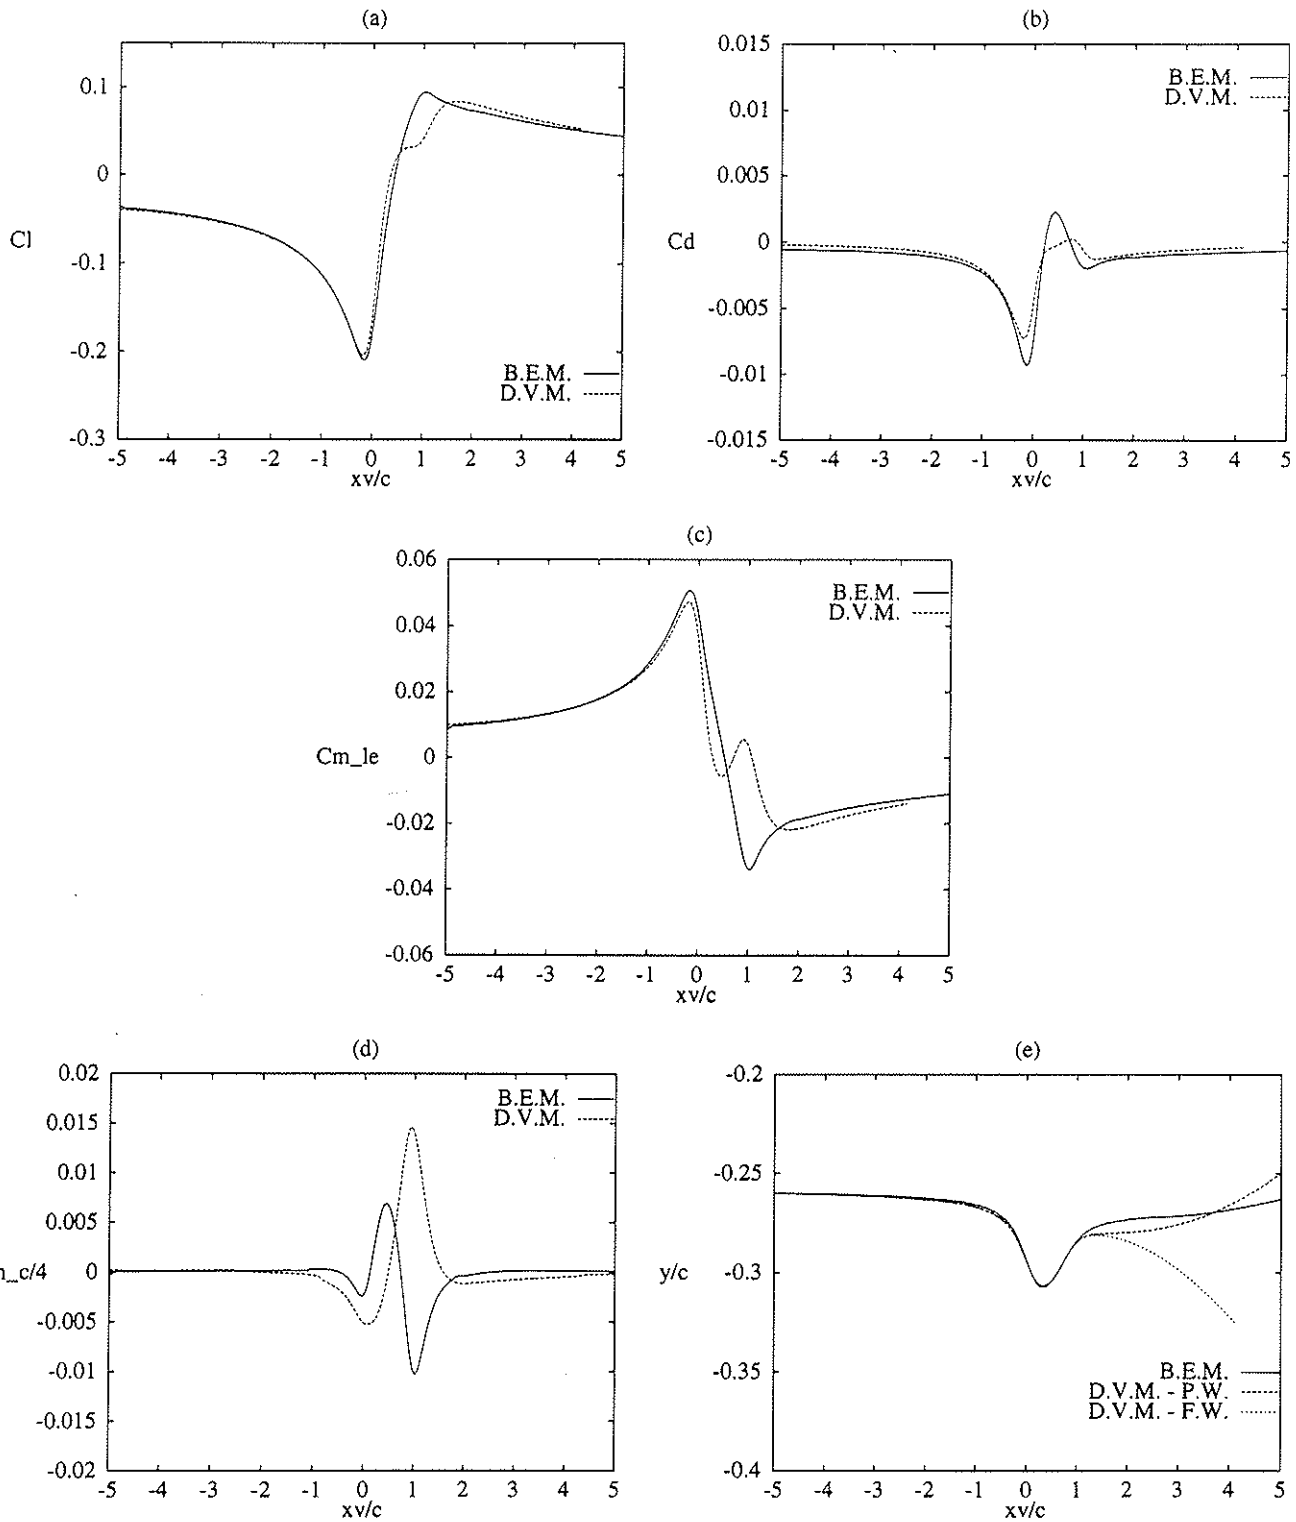 (a)
0.1
0
-0.1
-0.2
-0.3
Cl
B.E.M.
D.V.M.
-5 -4 -3 -2 -1 0 1 2 3 4 5
xv/c
(b)
0.015
0.01
0.005
0
-0.005
-0.01
-0.015
Cd
B.E.M.
D.V.M.
-5 -4 -3 -2 -1 0 1 2 3 4 5
xv/c
(c)
0.06
0.04
0.02
0
-0.02
-0.04
-0.06
Cm_le
B.E.M.
D.V.M.
-5 -4 -3 -2 -1 0 1 2 3 4 5
xv/c
(d)
0.02
0.015
0.01
0.005
0
-0.005
-0.01
-0.015
-0.02
_c/4
B.E.M.
D.V.M.
-5 -4 -3 -2 -1 0 1 2 3 4 5
xv/c
(e)
-0.2
-0.25
-0.3
-0.35
-0.4
y/c
B.E.M.
D.V.M. - P.W.
D.V.M. - F.W.
-5 -4 -3 -2 -1 0 1 2 3 4 5
xv/c